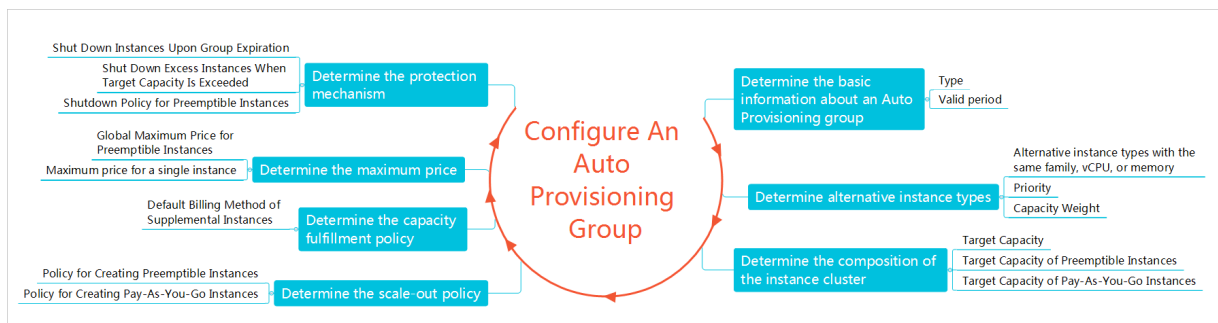 Configure An
Auto
Provisioning
Group
Determine the basic
information about an Auto
Provisioning group
Type
Valid period
Determine alternative instance types
Alternative instance types with the
same family, vCPU, or memory
Priority
Capacity Weight
Determine the composition of
the instance cluster
Target Capacity
Target Capacity of Preemptible Instances
Target Capacity of Pay-As-You-Go Instances
Determine the scale-out policy
Policy for Creating Preemptible Instances
Policy for Creating Pay-As-You-Go Instances
Determine the capacity
fulfillment policy
Default Billing Method of
Supplemental Instances
Determine the maximum price
Global Maximum Price for
Preemptible Instances
Maximum price for a single instance
Determine the protection
mechanism
Shut Down Instances Upon Group Expiration
Shut Down Excess Instances When
Target Capacity Is Exceeded
Shutdown Policy for Preemptible Instances